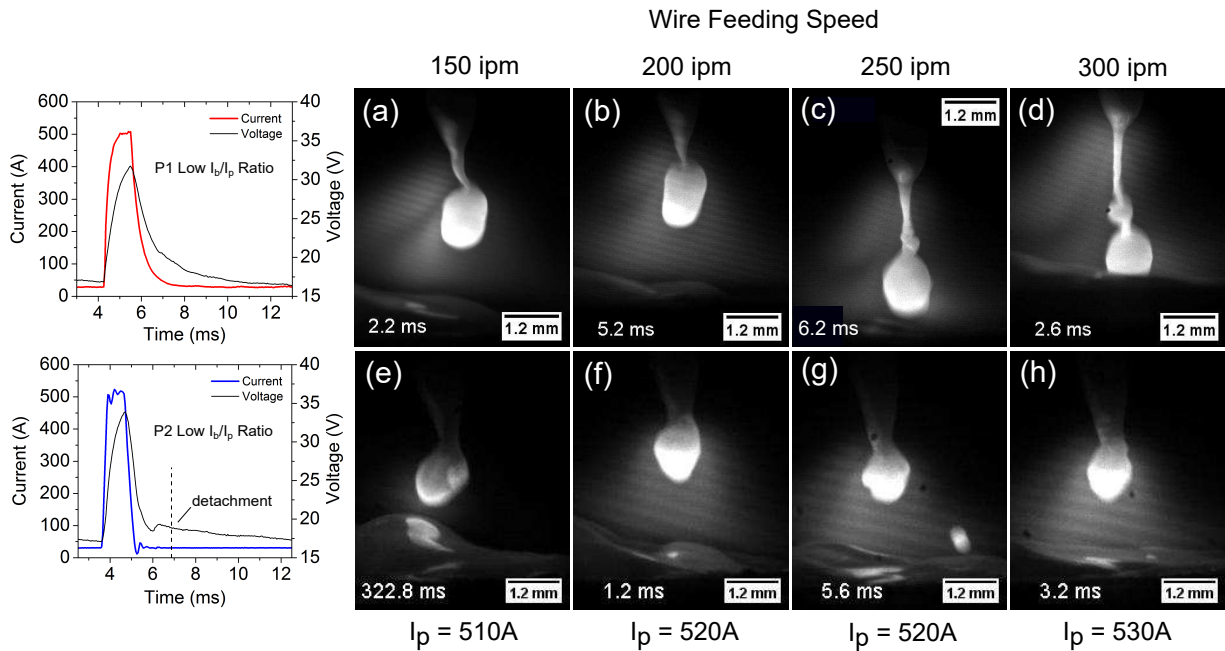 Wire Feeding Speed
150 ipm
200 ipm
250 ipm
300 ipm
600
500
400
300
200
100
0
Current (A)
40
35
30
25
20
15
Voltage (V)
Current
Voltage
P1 Low Ib/Ip Ratio
4 6 8 10 12
Time (ms)
(a)
2.2 ms
1.2 mm
(b)
5.2 ms
1.2 mm
(c)
1.2 mm
6.2 ms
(d)
2.6 ms
1.2 mm
600
500
400
300
200
100
0
Current (A)
40
35
30
25
20
15
Voltage (V)
Current
Voltage
P2 Low Ib/Ip Ratio
detachment
4 6 8 10 12
Time (ms)
(e)
322.8 ms
1.2 mm
(f)
1.2 ms
1.2 mm
(g)
5.6 ms
1.2 mm
(h)
3.2 ms
1.2 mm
Ip = 510A
Ip = 520A
Ip = 520A
Ip = 530A